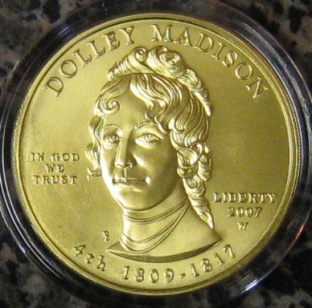 DOLLEY MADISON
IN GOD
WE
TRUST
LIBERTY
2007
W
4th 1809-1817